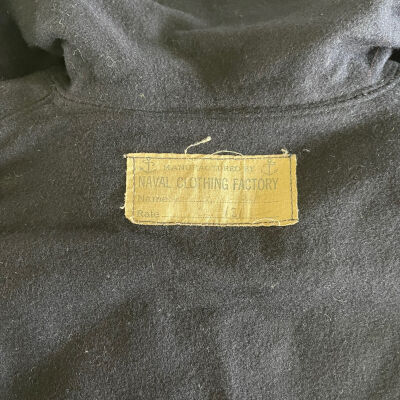 MANUFACTURED BY
NAVAL CLOTHING FACTORY
Name
Rate